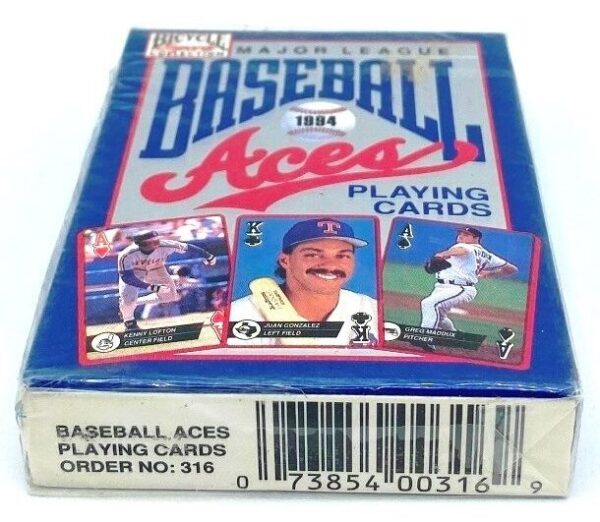 BICYCLE
MAJOR LEAGUE
BASEBALL
1994
Aces
PLAYING
CARDS
A
KENNY LOFTON
CENTER FIELD
K
JUAN GONZALEZ
LEFT FIELD
K
A
GREG MADDUX
PITCHER
A
BASEBALL ACES
PLAYING CARDS
ORDER NO: 316
0 73854 00316 9